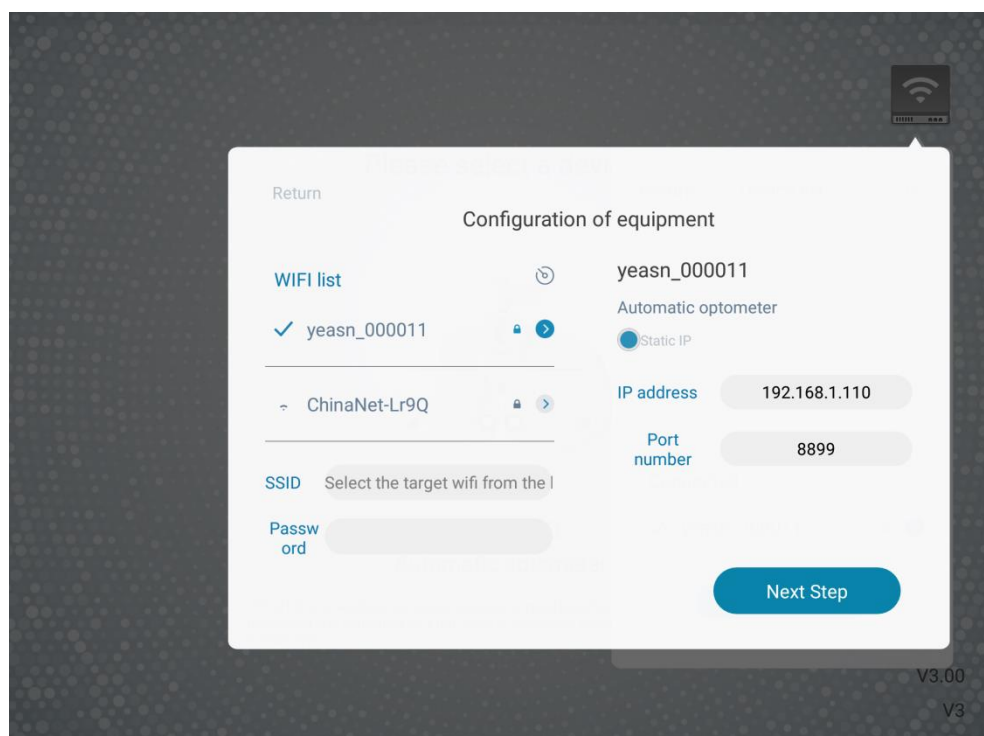 Return
Configuration of equipment
WIFI list
yeasn_000011
ChinaNet-Lr9Q
SSID Select the target wifi from the l
Passw
ord
yeasn_000011
Automatic optometer
Static IP
IP address 192.168.1.110
Port
number
8899
Next Step
V3.00
V3